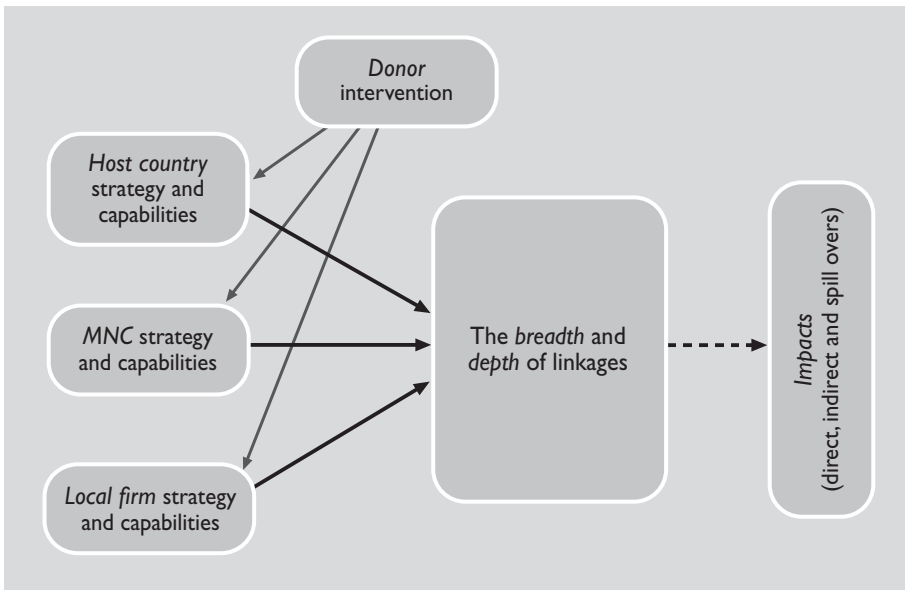 Donor
intervention
Host country
strategy and
capabilities
MNC strategy
and capabilities
Local firm strategy
and capabilities
The breadth and
depth of linkages
Impacts
(direct, indirect and spill overs)